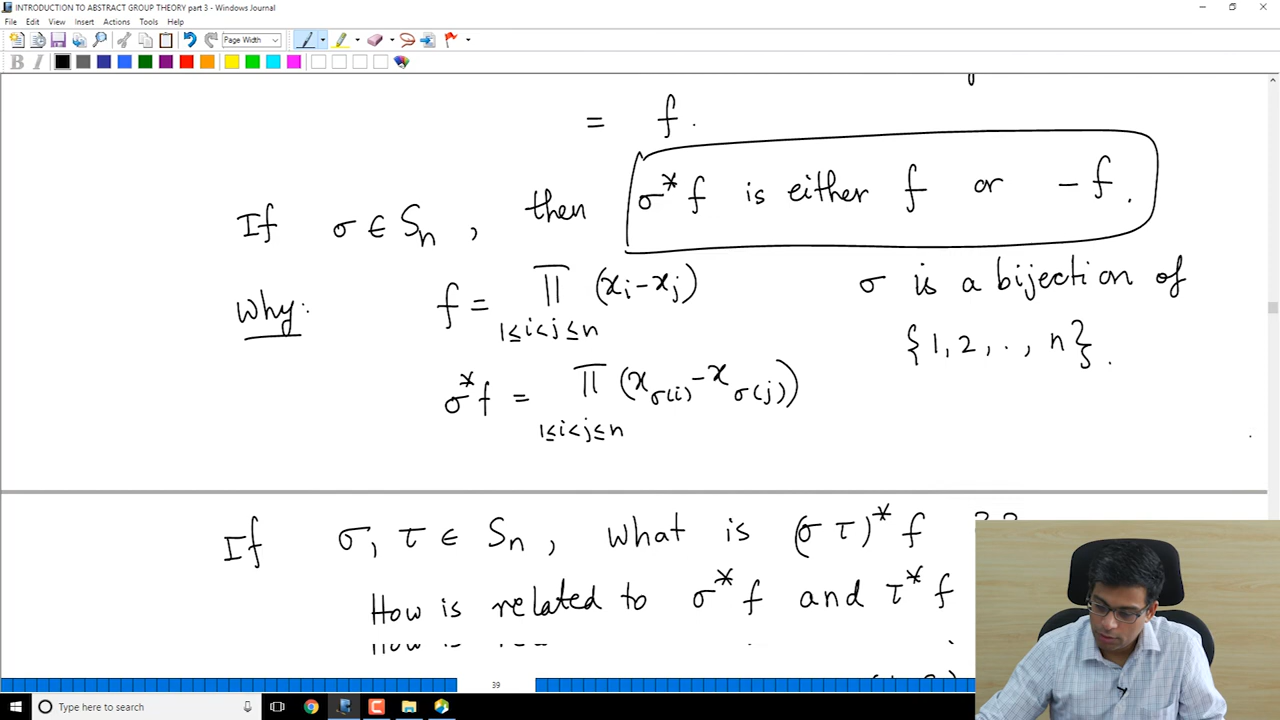 INTRODUCTION TO ABSTRACT GROUP THEORY part 3 - Windows Journal
File Edit View Insert Actions Tools Help
Page Width
B I
= f.
If σ ∈ Sn, then σ* f is either f or - f.
Why: f = ∏ (xi - xj) σ is a bijection of
1≤i<j≤n {1, 2, . ., n}.
σ* f = ∏ (xσ(i) - xσ(j))
1≤i<j≤n
If σ, τ ∈ Sn, what is (σ τ)* f ??
How is related to σ* f and τ* f
39
Type here to search